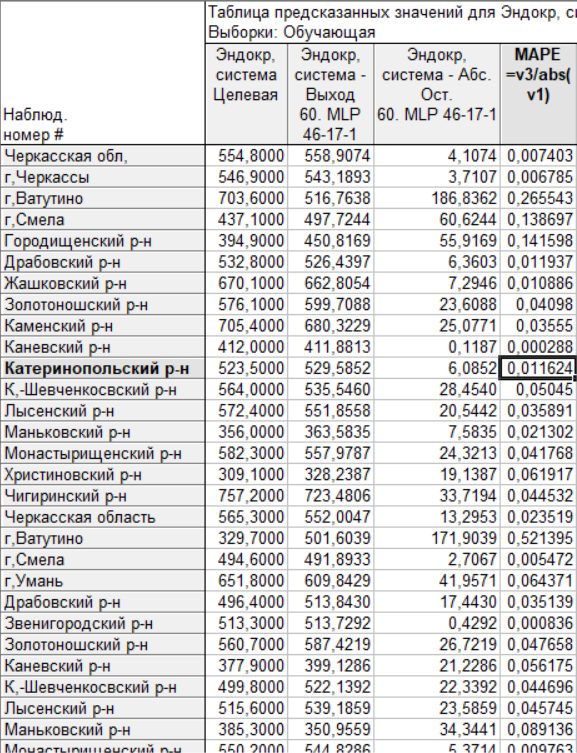 Таблица предсказанных значений для Эндокр, с
Выборки: Обучающая
Наблюд. номер # Эндокр, система Целевая Эндокр, система - Выход 60. MLP 46-17-1 Эндокр, система - Абс. Ост. 60. MLP 46-17-1 MAPE =v3/abs(v1)
Черкасская обл, 554,8000 558,9074 4,1074 0,007403
г,Черкассы 546,9000 543,1893 3,7107 0,006785
г,Ватутино 703,6000 516,7638 186,8362 0,265543
г,Смела 437,1000 497,7244 60,6244 0,138697
Городищенский р-н 394,9000 450,8169 55,9169 0,141598
Драбовский р-н 532,8000 526,4397 6,3603 0,011937
Жашковский р-н 670,1000 662,8054 7,2946 0,010886
Золотоношский р-н 576,1000 599,7088 23,6088 0,04098
Каменский р-н 705,4000 680,3229 25,0771 0,03555
Каневский р-н 412,0000 411,8813 0,1187 0,000288
Катеринопольский р-н 523,5000 529,5852 6,0852 0,011624
К,-Шевченкосвский р-н 564,0000 535,5460 28,4540 0,05045
Лысенский р-н 572,4000 551,8558 20,5442 0,035891
Маньковский р-н 356,0000 363,5835 7,5835 0,021302
Монастырищенский р-н 582,3000 557,9787 24,3213 0,041768
Христиновский р-н 309,1000 328,2387 19,1387 0,061917
Чигиринский р-н 757,2000 723,4806 33,7194 0,044532
Черкасская область 565,3000 552,0047 13,2953 0,023519
г,Ватутино 329,7000 501,6039 171,9039 0,521395
г,Смела 494,6000 491,8933 2,7067 0,005472
г,Умань 651,8000 609,8429 41,9571 0,064371
Драбовский р-н 496,4000 513,8430 17,4430 0,035139
Звенигородский р-н 513,3000 513,7292 0,4292 0,000836
Золотоношский р-н 560,7000 587,4219 26,7219 0,047658
Каневский р-н 377,9000 399,1286 21,2286 0,056175
К,-Шевченкосвский р-н 499,8000 522,1392 22,3392 0,044696
Лысенский р-н 515,6000 539,1859 23,5859 0,045745
Маньковский р-н 385,3000 350,9559 34,3441 0,089136
Монастырищенский р-н 550,2000 544,8286 5,3714 0,009763